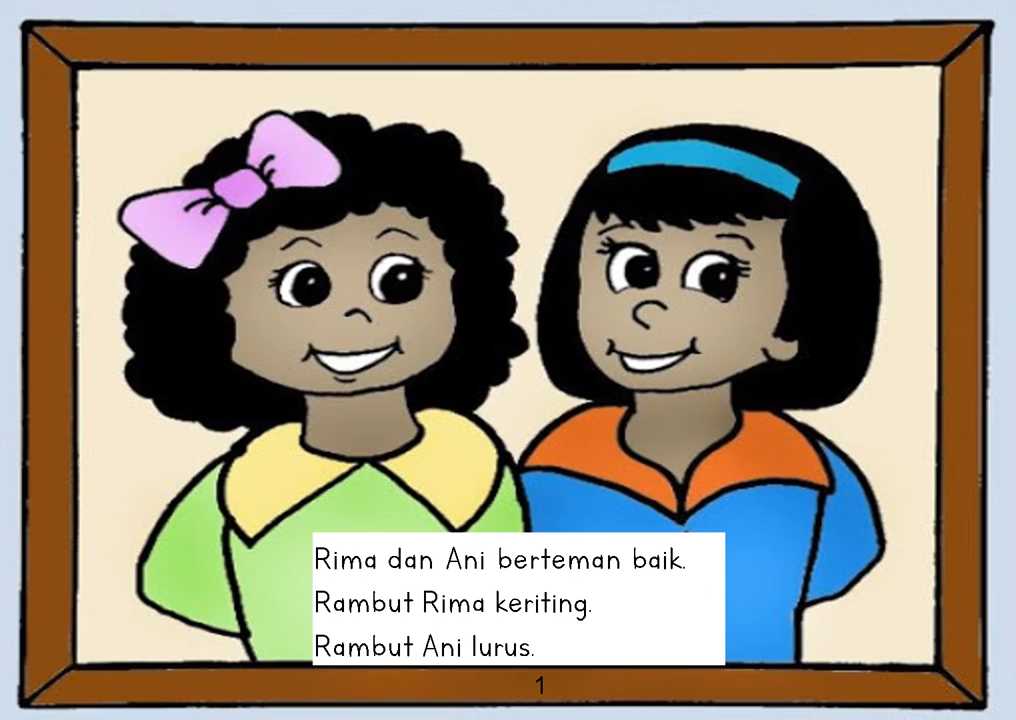 Rima dan Ani berteman baik.
Rambut Rima keriting.
Rambut Ani lurus.
1